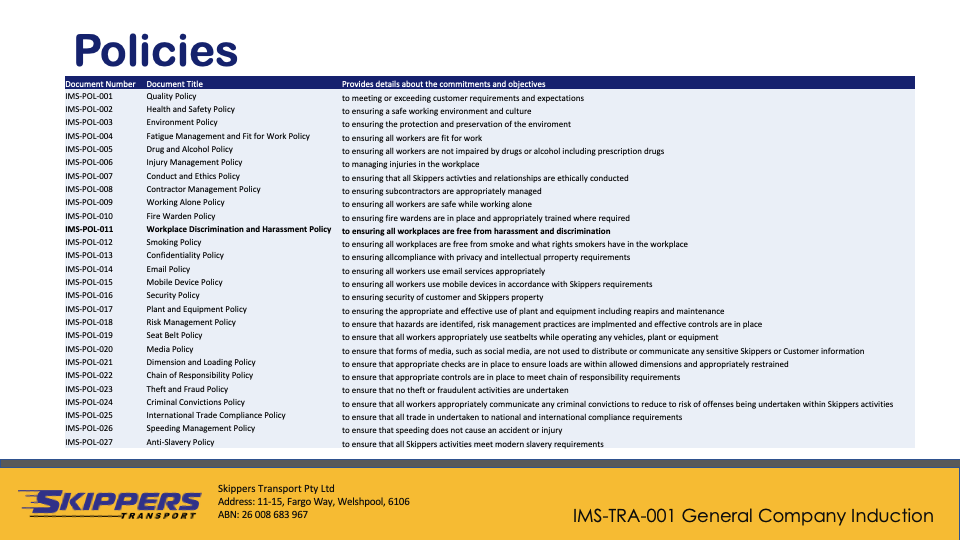 Policies
Document Number Document Title Provides details about the commitments and objectives
IMS-POL-001 Quality Policy to meeting or exceeding customer requirements and expectations
IMS-POL-002 Health and Safety Policy to ensuring a safe working environment and culture
IMS-POL-003 Environment Policy to ensuring the protection and preservation of the enviroment
IMS-POL-004 Fatigue Management and Fit for Work Policy to ensuring all workers are fit for work
IMS-POL-005 Drug and Alcohol Policy to ensuring all workers are not impaired by drugs or alcohol including prescription drugs
IMS-POL-006 Injury Management Policy to managing injuries in the workplace
IMS-POL-007 Conduct and Ethics Policy to ensuring that all Skippers activties and relationships are ethically conducted
IMS-POL-008 Contractor Management Policy to ensuring subcontractors are appropriately managed
IMS-POL-009 Working Alone Policy to ensuring all workers are safe while working alone
IMS-POL-010 Fire Warden Policy to ensuring fire wardens are in place and appropriately trained where required
IMS-POL-011 Workplace Discrimination and Harassment Policy to ensuring all workplaces are free from harassment and discrimination
IMS-POL-012 Smoking Policy to ensuring all workplaces are free from smoke and what rights smokers have in the workplace
IMS-POL-013 Confidentiality Policy to ensuring allcompliance with privacy and intellectual prroperty requirements
IMS-POL-014 Email Policy to ensuring all workers use email services appropriately
IMS-POL-015 Mobile Device Policy to ensuring all workers use mobile devices in accordance with Skippers requirements
IMS-POL-016 Security Policy to ensuring security of customer and Skippers property
IMS-POL-017 Plant and Equipment Policy to ensuring the appropriate and effective use of plant and equipment including reapirs and maintenance
IMS-POL-018 Risk Management Policy to ensure that hazards are identifed, risk management practices are implmented and effective controls are in place
IMS-POL-019 Seat Belt Policy to ensure that all workers appropriately use seatbelts while operating any vehicles, plant or equipment
IMS-POL-020 Media Policy to ensure that forms of media, such as social media, are not used to distribute or communicate any sensitive Skippers or Customer information
IMS-POL-021 Dimension and Loading Policy to ensure that appropriate checks are in place to ensure loads are within allowed dimensions and appropriately restrained
IMS-POL-022 Chain of Responsibility Policy to ensure that appropriate controls are in place to meet chain of responsibility requirements
IMS-POL-023 Theft and Fraud Policy to ensure that no theft or fraudulent activities are undertaken
IMS-POL-024 Criminal Convictions Policy to ensure that all workers appropriately communicate any criminal convictions to reduce to risk of offenses being undertaken within Skippers activities
IMS-POL-025 International Trade Compliance Policy to ensure that all trade in undertaken to national and international compliance requirements
IMS-POL-026 Speeding Management Policy to ensure that speeding does not cause an accident or injury
IMS-POL-027 Anti-Slavery Policy to ensure that all Skippers activities meet modern slavery requirements
SKIPPERS
TRANSPORT
Skippers Transport Pty Ltd
Address: 11-15, Fargo Way, Welshpool, 6106
ABN: 26 008 683 967
IMS-TRA-001 General Company Induction